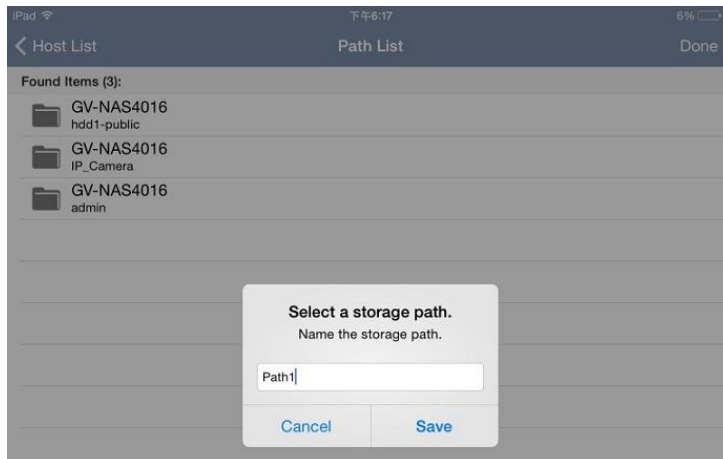 iPad 下午6:17 6%
Host List Path List Done
Found Items (3):
GV-NAS4016
hdd1-public
GV-NAS4016
IP_Camera
GV-NAS4016
admin
Select a storage path.
Name the storage path.
Path1
Cancel Save